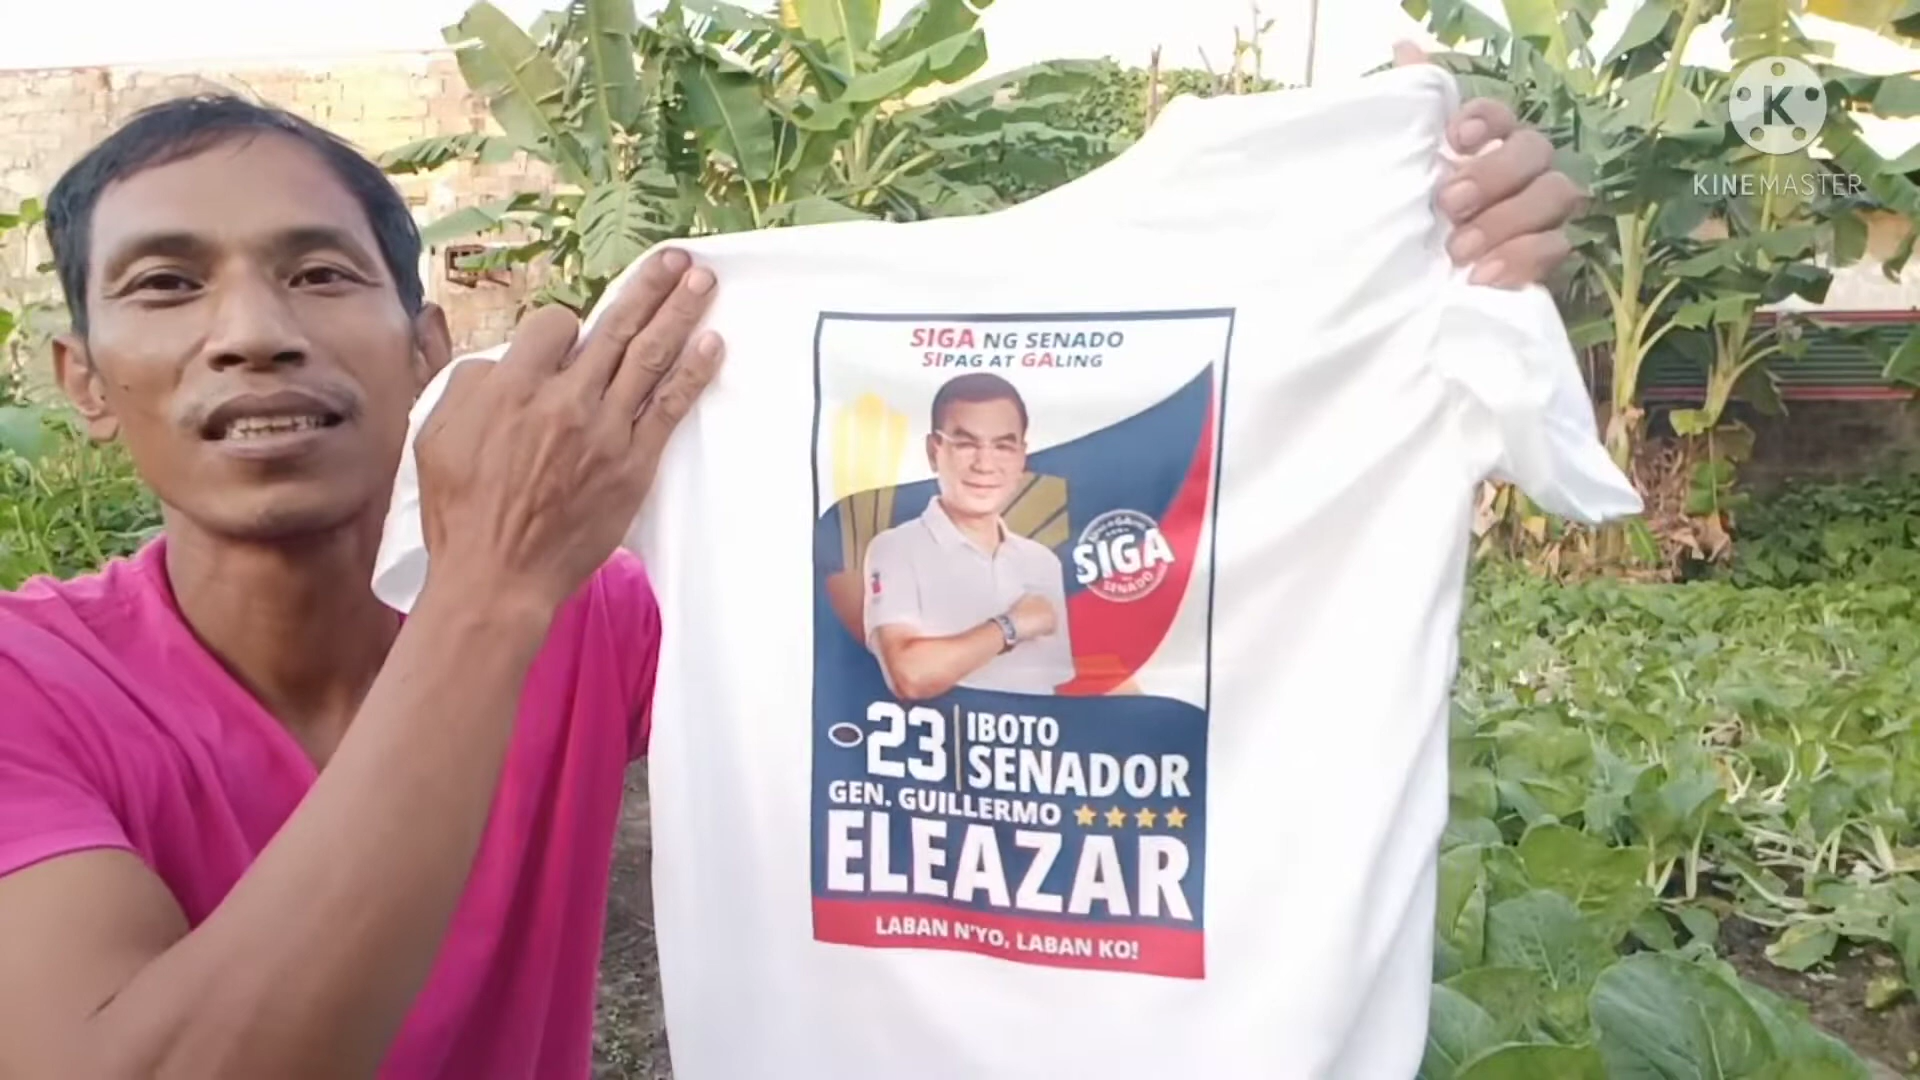 SIGA NG SENADO
SIPAG AT GALING
SIGA
SENADO
23
IBOTO
SENADOR
GEN. GUILLERMO
ELEAZAR
LABAN N'YO, LABAN KO!
K
KINEMASTER